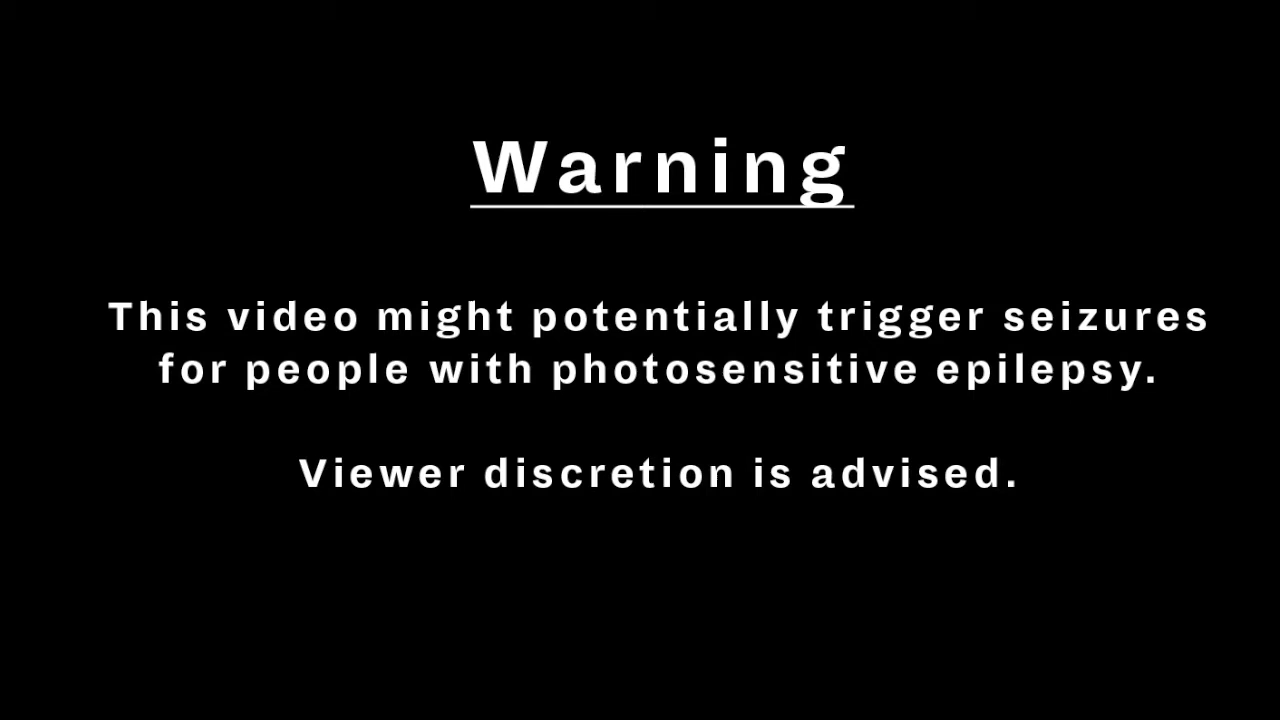 Warning
This video might potentially trigger seizures
for people with photosensitive epilepsy.
Viewer discretion is advised.